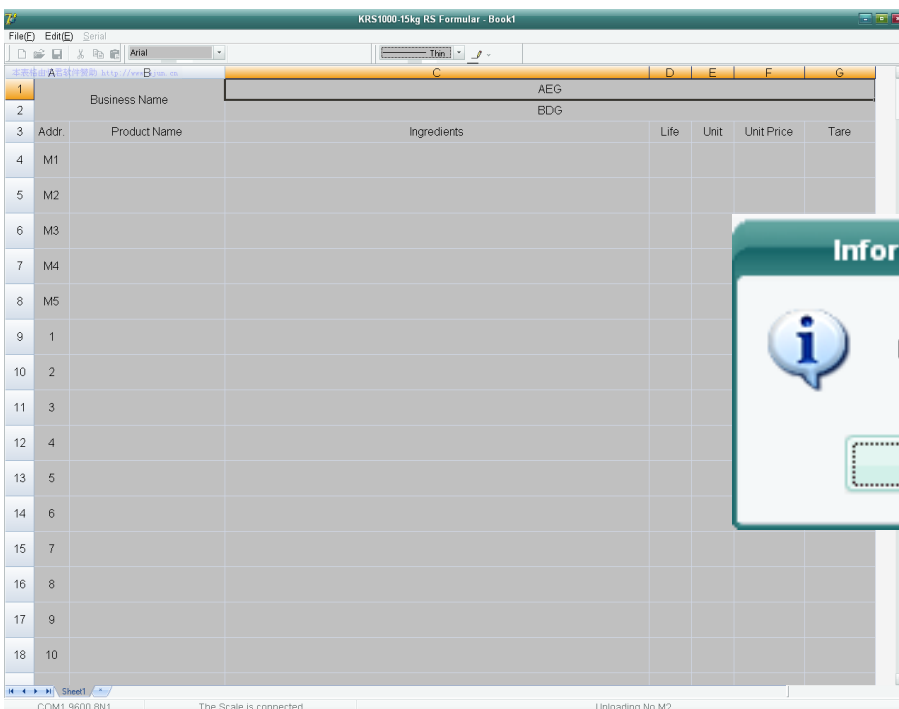 KRS1000-15kg RS Formular - Book1
File(F) Edit(E) Serial
Arial Thin
A B C D E F G
1 Business Name AEG
2 BDG
3 Addr. Product Name Ingredients Life Unit Unit Price Tare
4 M1
5 M2
6 M3
Infor
7 M4
8 M5
9 1
10 2
11 3
12 4
13 5
14 6
15 7
16 8
17 9
18 10
Sheet1
COM1 9600,8N1 The Scale is connected Unloading No.M2